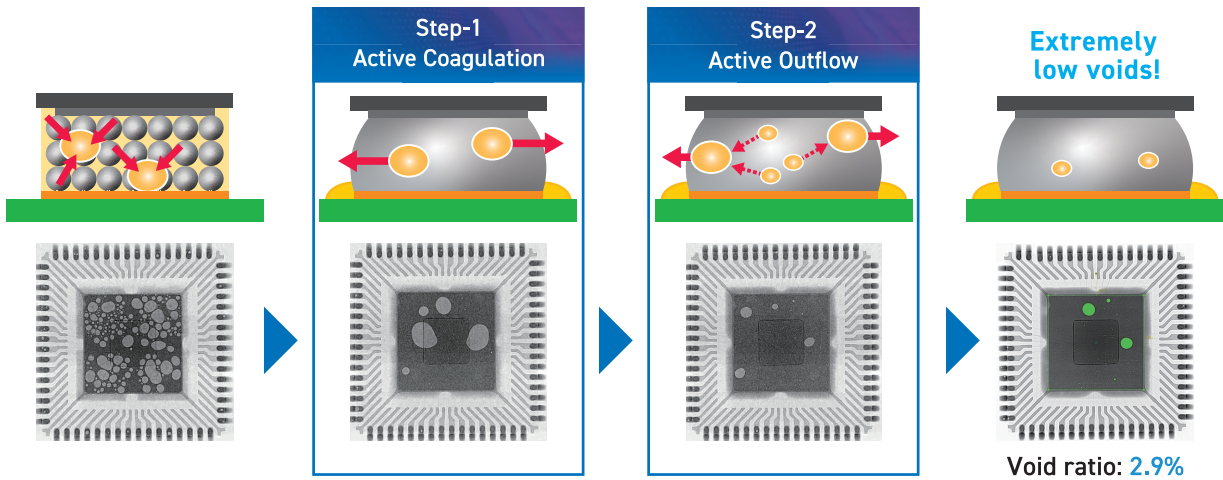 Step-1
Active Coagulation
Step-2
Active Outflow
Extremely
low voids!
Void ratio: 2.9%